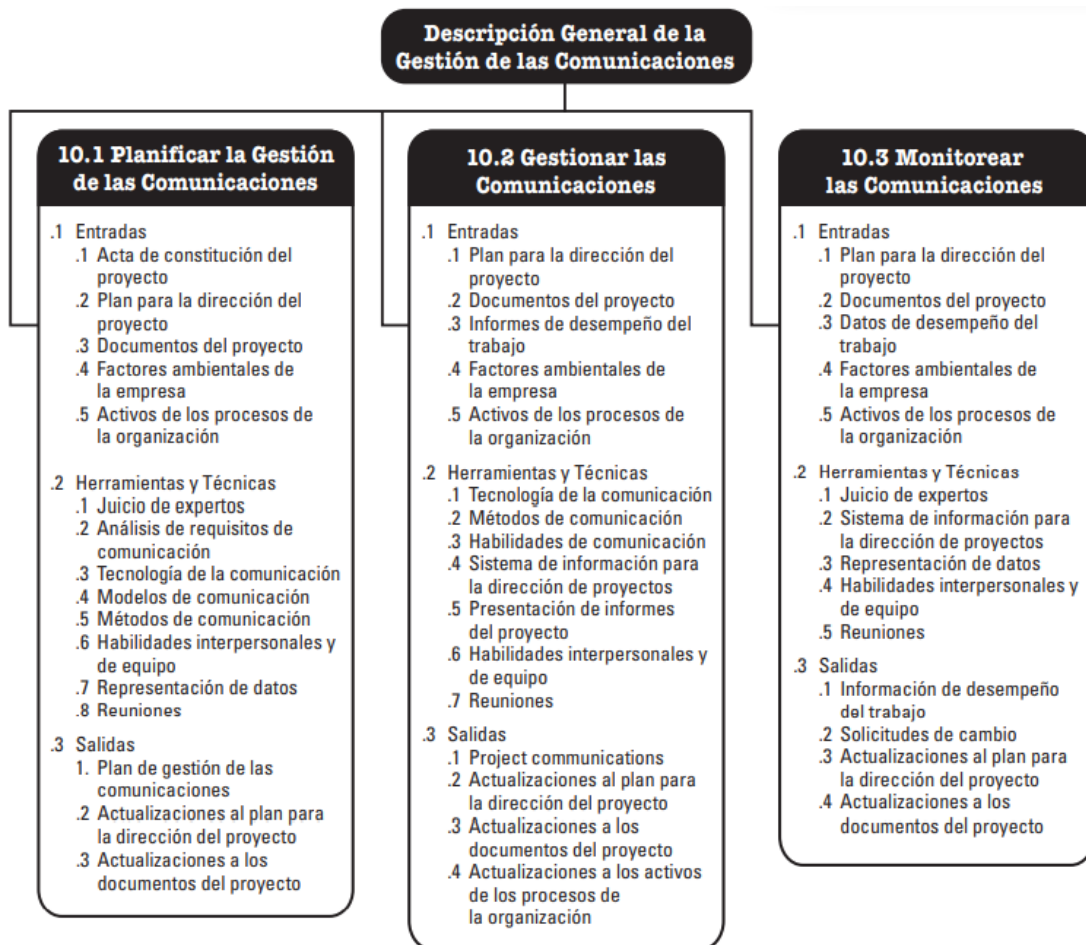 Descripción General de la
Gestión de las Comunicaciones
10.1 Planificar la Gestión
de las Comunicaciones
.1 Entradas
.1 Acta de constitución del
proyecto
.2 Plan para la dirección del
proyecto
.3 Documentos del proyecto
.4 Factores ambientales de
la empresa
.5 Activos de los procesos de
la organización
.2 Herramientas y Técnicas
.1 Juicio de expertos
.2 Análisis de requisitos de
comunicación
.3 Tecnología de la comunicación
.4 Modelos de comunicación
.5 Métodos de comunicación
.6 Habilidades interpersonales y
de equipo
.7 Representación de datos
.8 Reuniones
.3 Salidas
1. Plan de gestión de las
comunicaciones
.2 Actualizaciones al plan para
la dirección del proyecto
.3 Actualizaciones a los
documentos del proyecto
10.2 Gestionar las
Comunicaciones
.1 Entradas
.1 Plan para la dirección del
proyecto
.2 Documentos del proyecto
.3 Informes de desempeño del
trabajo
.4 Factores ambientales de
la empresa
.5 Activos de los procesos de
la organización
.2 Herramientas y Técnicas
.1 Tecnología de la comunicación
.2 Métodos de comunicación
.3 Habilidades de comunicación
.4 Sistema de información para
la dirección de proyectos
.5 Presentación de informes
del proyecto
.6 Habilidades interpersonales y
de equipo
.7 Reuniones
.3 Salidas
.1 Project communications
.2 Actualizaciones al plan para
la dirección del proyecto
.3 Actualizaciones a los
documentos del proyecto
.4 Actualizaciones a los activos
de los procesos de
la organización
10.3 Monitorear
las Comunicaciones
.1 Entradas
.1 Plan para la dirección del
proyecto
.2 Documentos del proyecto
.3 Datos de desempeño del
trabajo
.4 Factores ambientales de
la empresa
.5 Activos de los procesos de
la organización
.2 Herramientas y Técnicas
.1 Juicio de expertos
.2 Sistema de información para
la dirección de proyectos
.3 Representación de datos
.4 Habilidades interpersonales y
de equipo
.5 Reuniones
.3 Salidas
.1 Información de desempeño
del trabajo
.2 Solicitudes de cambio
.3 Actualizaciones al plan para
la dirección del proyecto
.4 Actualizaciones a los
documentos del proyecto